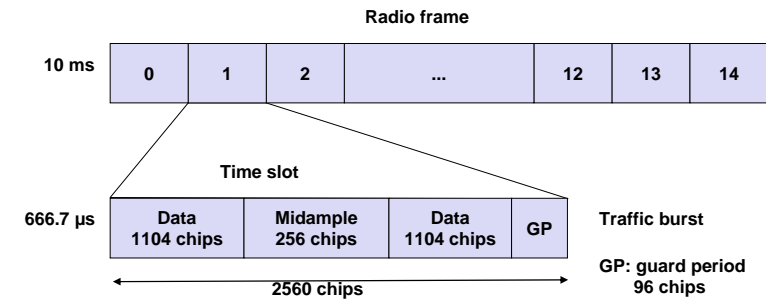 Radio frame
10 ms
0 1 2 ... 12 13 14
Time slot
666.7 µs
Data
1104 chips
Midample
256 chips
Data
1104 chips
GP
Traffic burst
GP: guard period
96 chips
2560 chips